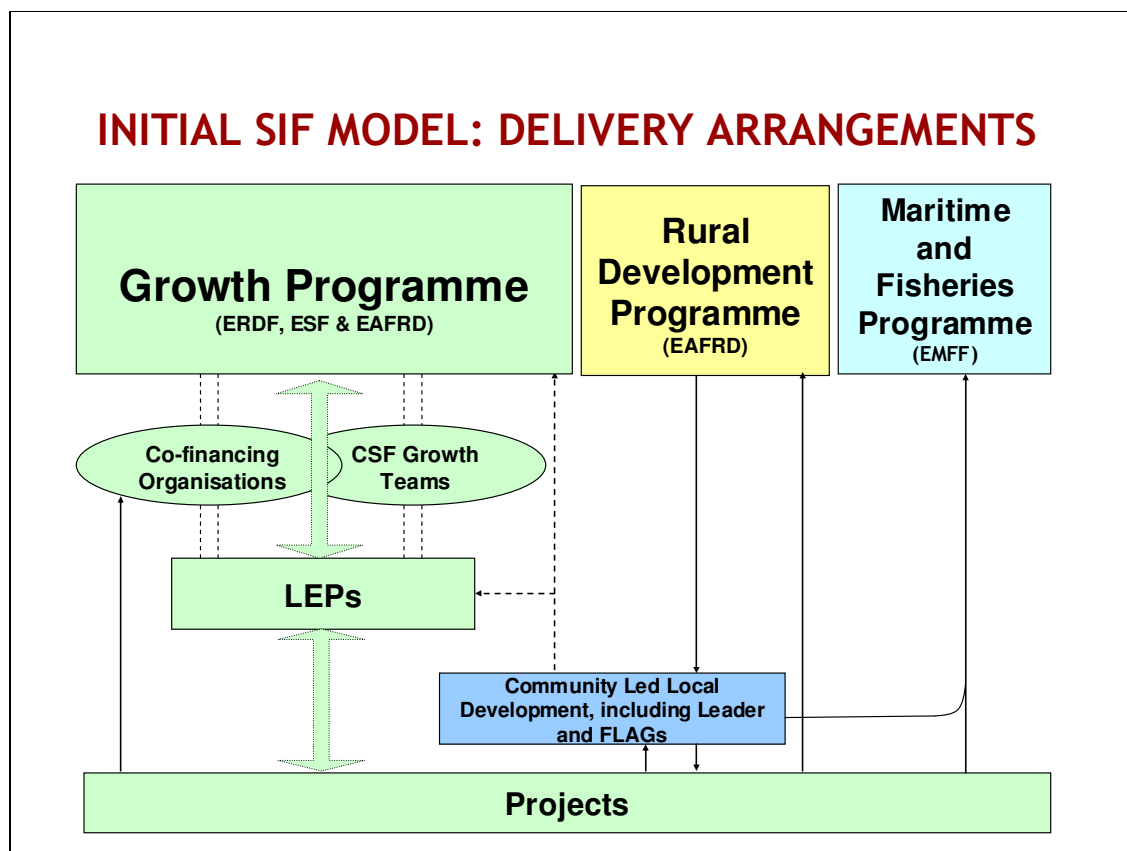 INITIAL SIF MODEL: DELIVERY ARRANGEMENTS
Growth Programme
(ERDF, ESF & EAFRD)
Rural
Development
Programme
(EAFRD)
Maritime
and
Fisheries
Programme
(EMFF)
Co-financing
Organisations
CSF Growth
Teams
LEPs
Community Led Local
Development, including Leader
and FLAGs
Projects